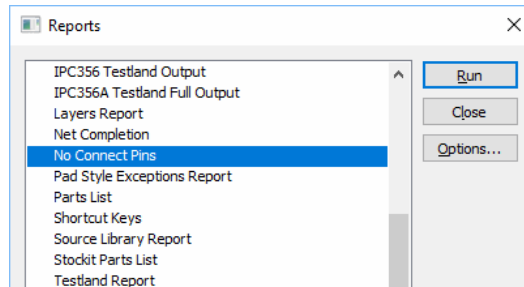 Reports
IPC356 Testland Output
IPC356A Testland Full Output
Layers Report
Net Completion
No Connect Pins
Pad Style Exceptions Report
Parts List
Shortcut Keys
Source Library Report
Stockit Parts List
Testland Report
Run
Close
Options...